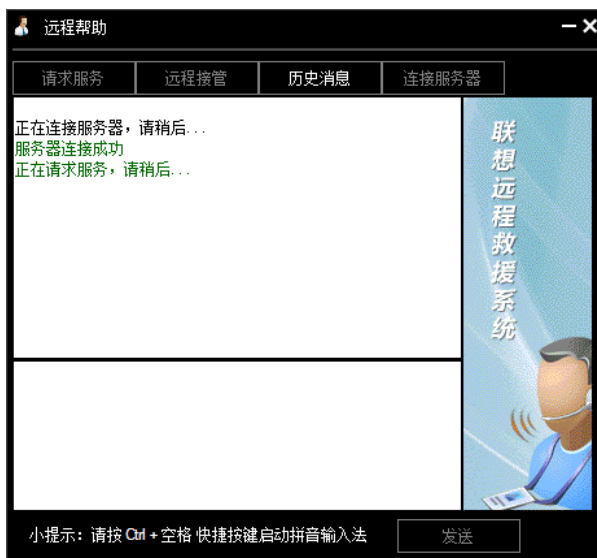 远程帮助
请求服务 远程接管 历史消息 连接服务器
正在连接服务器，请稍后...
服务器连接成功
正在请求服务，请稍后...
联想远程救援系统
小提示：请按 Ctrl + 空格 快捷按键启动拼音输入法
发送